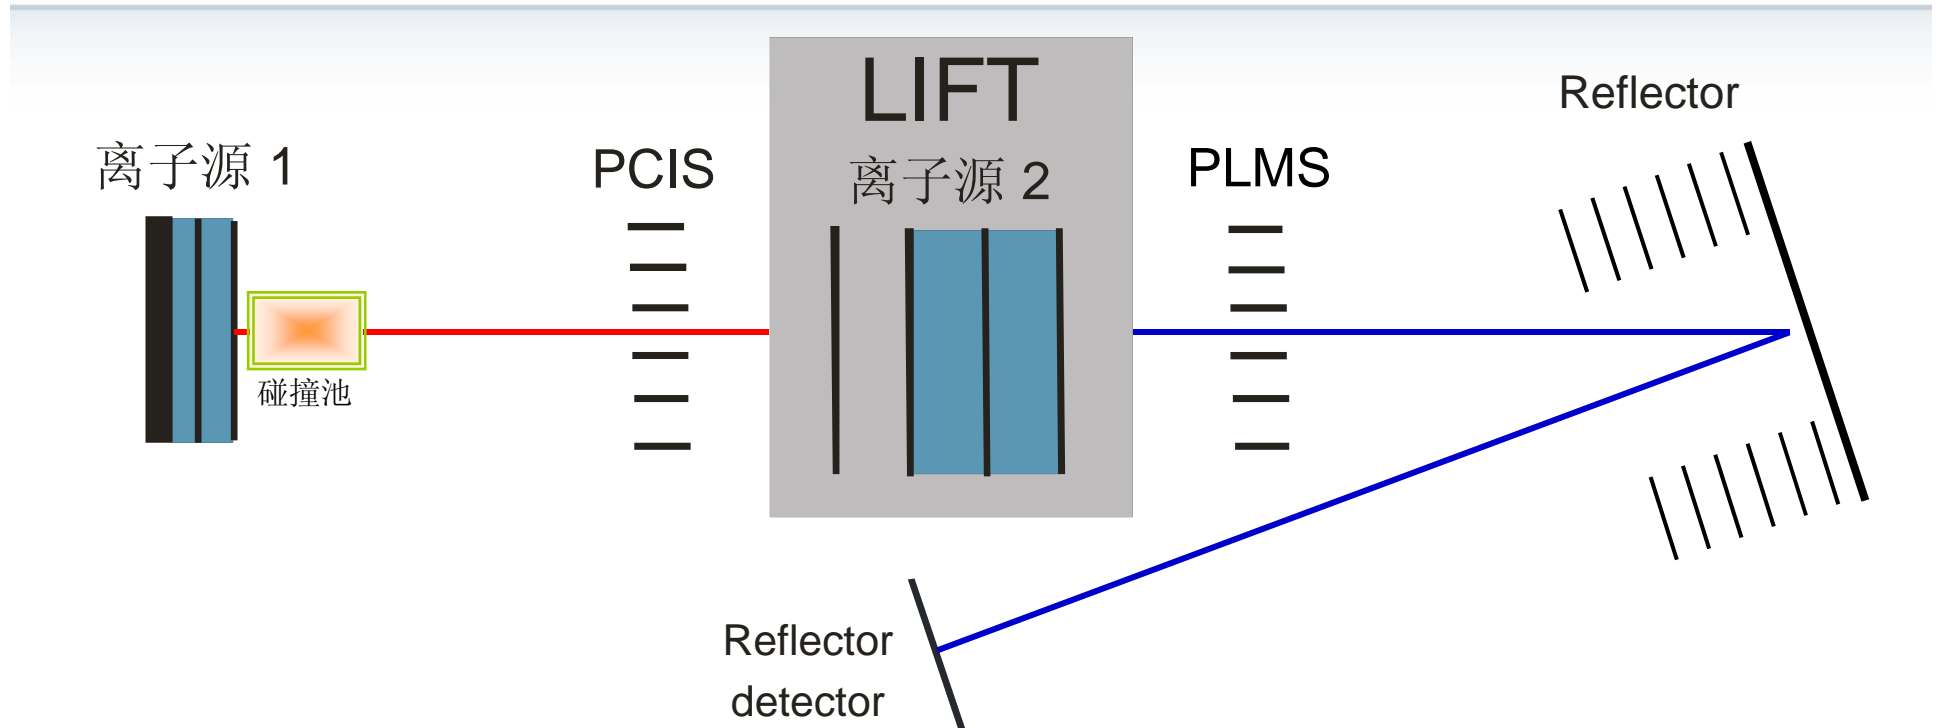 LIFT
Reflector
离子源 1
PCIS
离子源 2
PLMS
碰撞池
Reflector
detector